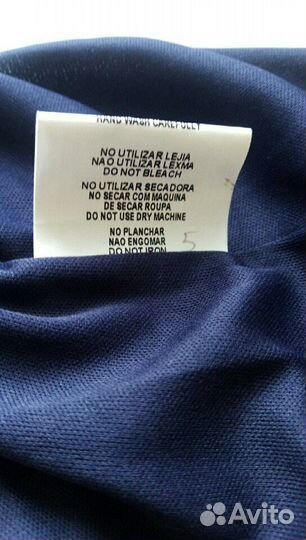 HAND WASH CAREFULLY
NO UTILIZAR LEJIA
NAO UTILIZAR LEXMA
DO NOT BLEACH
NO UTILIZAR SECADORA
NO SECAR COM MAQUINA
DE SECAR ROUPA
DO NOT USE DRY MACHINE
NO PLANCHAR
NAO ENGOMAR
DO NOT IRON
5
Avito